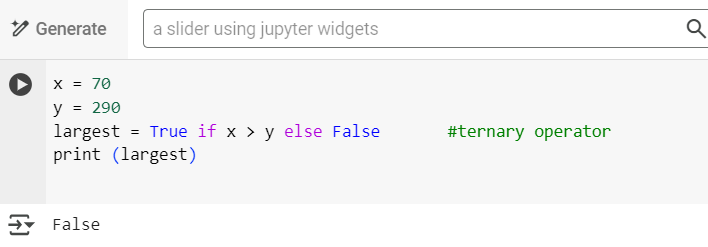 Generate a slider using jupyter widgets
x = 70
y = 290
largest = True if x > y else False #ternary operator
print (largest)
False